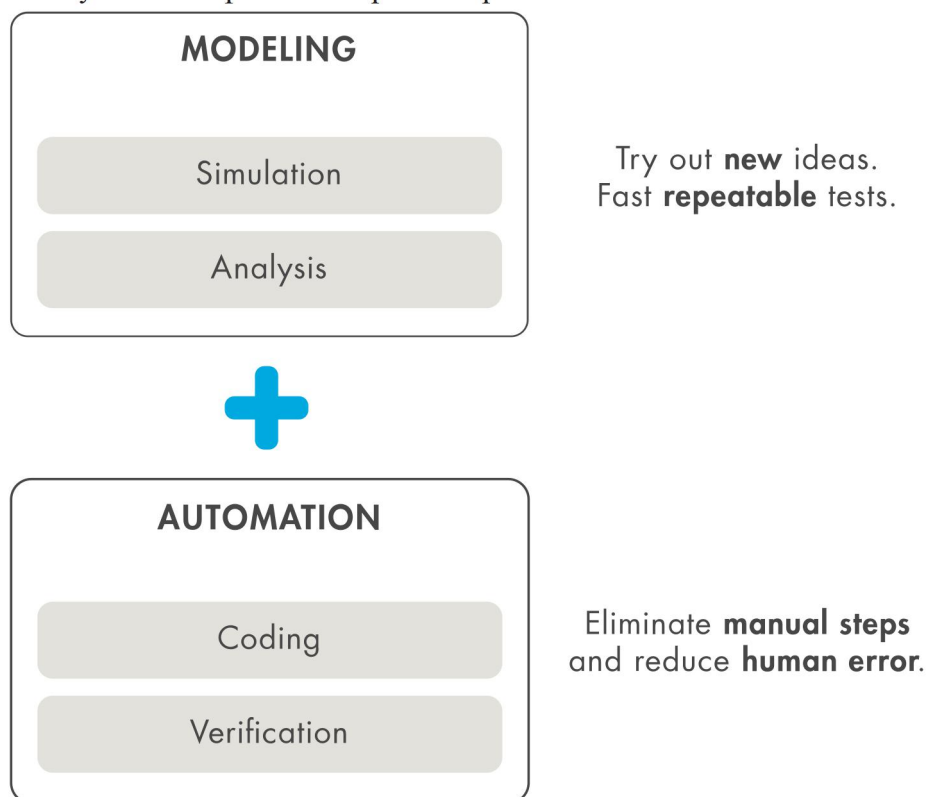 MODELING
Simulation
Analysis
Try out new ideas.
Fast repeatable tests.
AUTOMATION
Coding
Verification
Eliminate manual steps
and reduce human error.